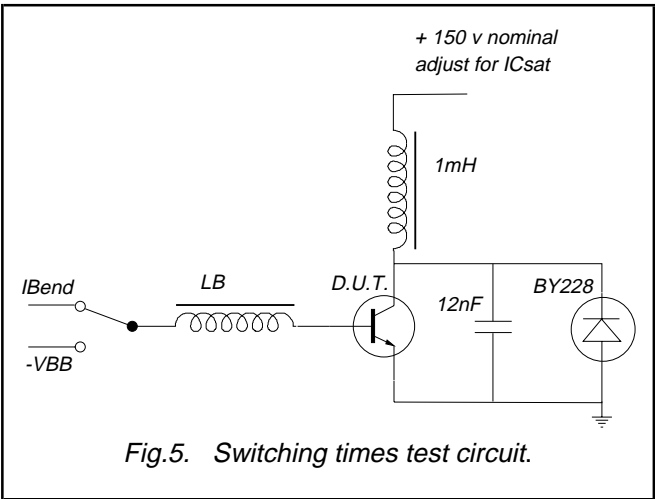 + 150 v nominal
adjust for ICsat
1mH
IBend
LB
D.U.T.
12nF
BY228
-VBB
Fig.5. Switching times test circuit.